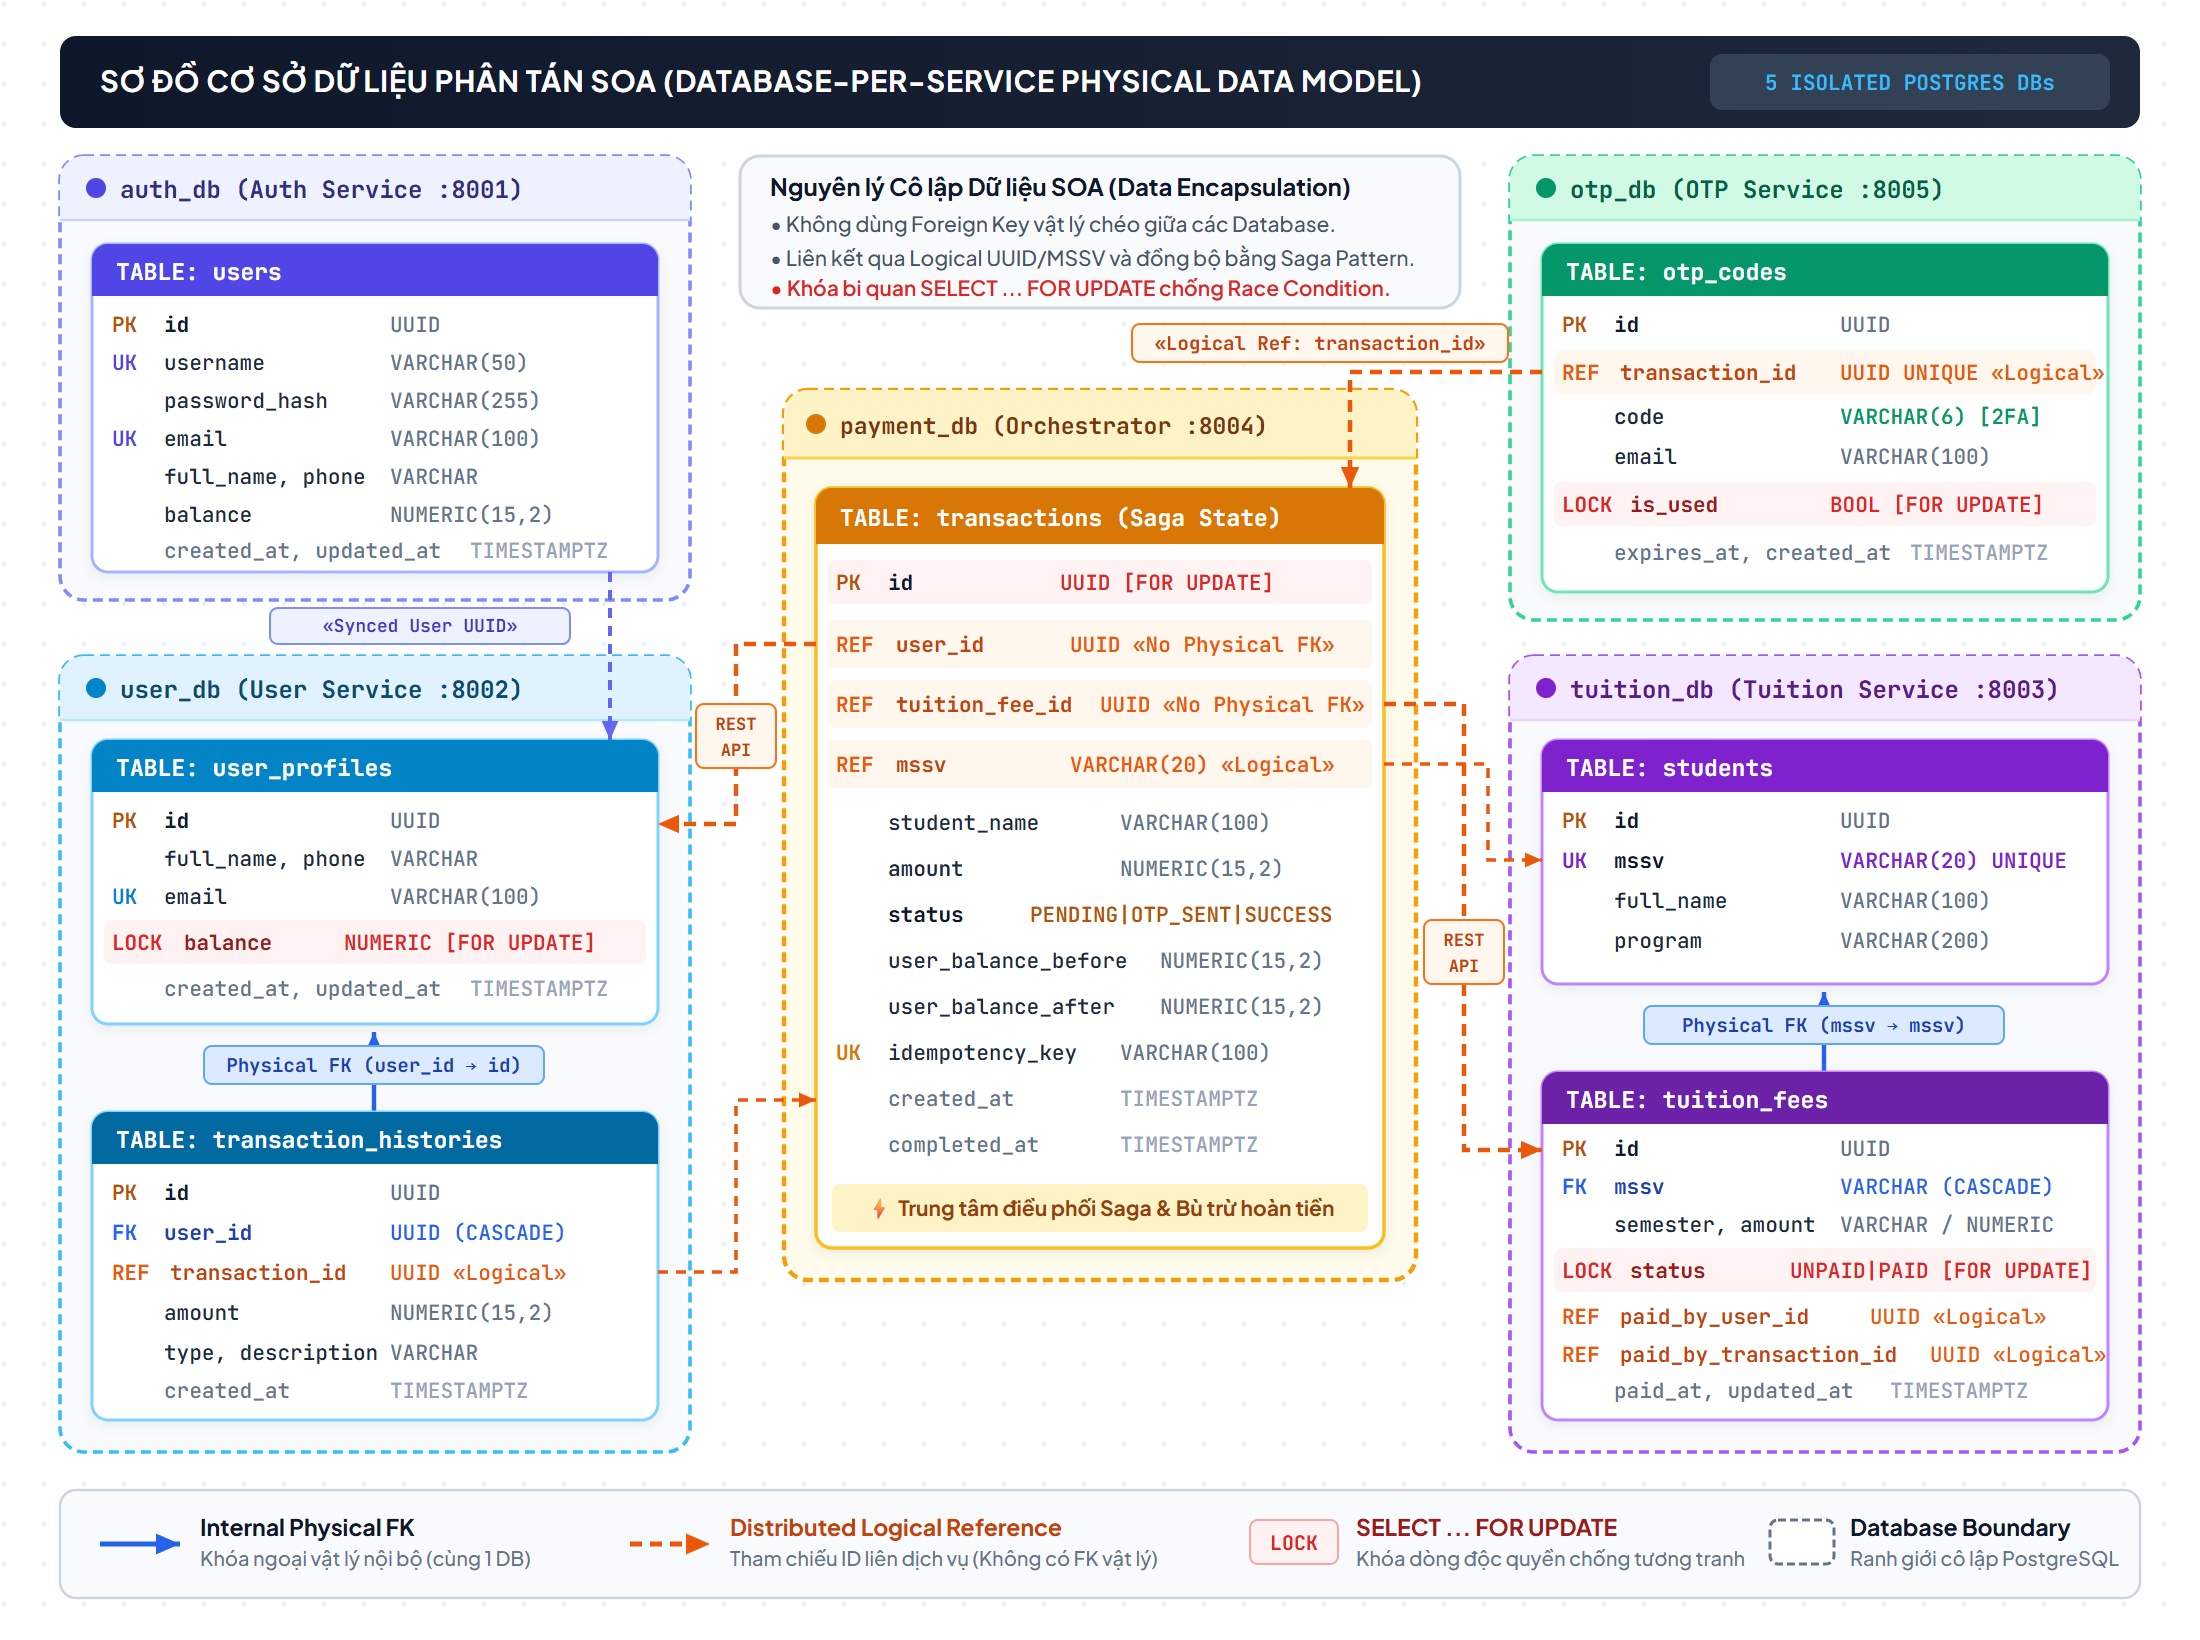 SƠ ĐỒ CƠ SỞ DỮ LIỆU PHÂN TÁN SOA (DATABASE-PER-SERVICE PHYSICAL DATA MODEL)
5 ISOLATED POSTGRES DBs
auth_db (Auth Service :8001)
TABLE: users
PK id UUID
UK username VARCHAR(50)
password_hash VARCHAR(255)
UK email VARCHAR(100)
full_name, phone VARCHAR
balance NUMERIC(15,2)
created_at, updated_at TIMESTAMPTZ
«Synced User UUID»
Nguyên lý Cô lập Dữ liệu SOA (Data Encapsulation)
• Không dùng Foreign Key vật lý chéo giữa các Database.
• Liên kết qua Logical UUID/MSSV và đồng bộ bằng Saga Pattern.
• Khóa bi quan SELECT ... FOR UPDATE chống Race Condition.
«Logical Ref: transaction_id»
otp_db (OTP Service :8005)
TABLE: otp_codes
PK id UUID
REF transaction_id UUID UNIQUE «Logical»
code VARCHAR(6) [2FA]
email VARCHAR(100)
LOCK is_used BOOL [FOR UPDATE]
expires_at, created_at TIMESTAMPTZ
user_db (User Service :8002)
TABLE: user_profiles
PK id UUID
full_name, phone VARCHAR
UK email VARCHAR(100)
LOCK balance NUMERIC [FOR UPDATE]
created_at, updated_at TIMESTAMPTZ
Physical FK (user_id → id)
TABLE: transaction_histories
PK id UUID
FK user_id UUID (CASCADE)
REF transaction_id UUID «Logical»
amount NUMERIC(15,2)
type, description VARCHAR
created_at TIMESTAMPTZ
REST
API
payment_db (Orchestrator :8004)
TABLE: transactions (Saga State)
PK id UUID [FOR UPDATE]
REF user_id UUID «No Physical FK»
REF tuition_fee_id UUID «No Physical FK»
REF mssv VARCHAR(20) «Logical»
student_name VARCHAR(100)
amount NUMERIC(15,2)
status PENDING|OTP_SENT|SUCCESS
user_balance_before NUMERIC(15,2)
user_balance_after NUMERIC(15,2)
UK idempotency_key VARCHAR(100)
created_at TIMESTAMPTZ
completed_at TIMESTAMPTZ
⚡ Trung tâm điều phối Saga & Bù trừ hoàn tiền
REST
API
tuition_db (Tuition Service :8003)
TABLE: students
PK id UUID
UK mssv VARCHAR(20) UNIQUE
full_name VARCHAR(100)
program VARCHAR(200)
Physical FK (mssv → mssv)
TABLE: tuition_fees
PK id UUID
FK mssv VARCHAR (CASCADE)
semester, amount VARCHAR / NUMERIC
LOCK status UNPAID|PAID [FOR UPDATE]
REF paid_by_user_id UUID «Logical»
REF paid_by_transaction_id UUID «Logical»
paid_at, updated_at TIMESTAMPTZ
Internal Physical FK
Khóa ngoại vật lý nội bộ (cùng 1 DB)
Distributed Logical Reference
Tham chiếu ID liên dịch vụ (Không có FK vật lý)
LOCK
SELECT ... FOR UPDATE
Khóa dòng độc quyền chống tương tranh
Database Boundary
Ranh giới cô lập PostgreSQL